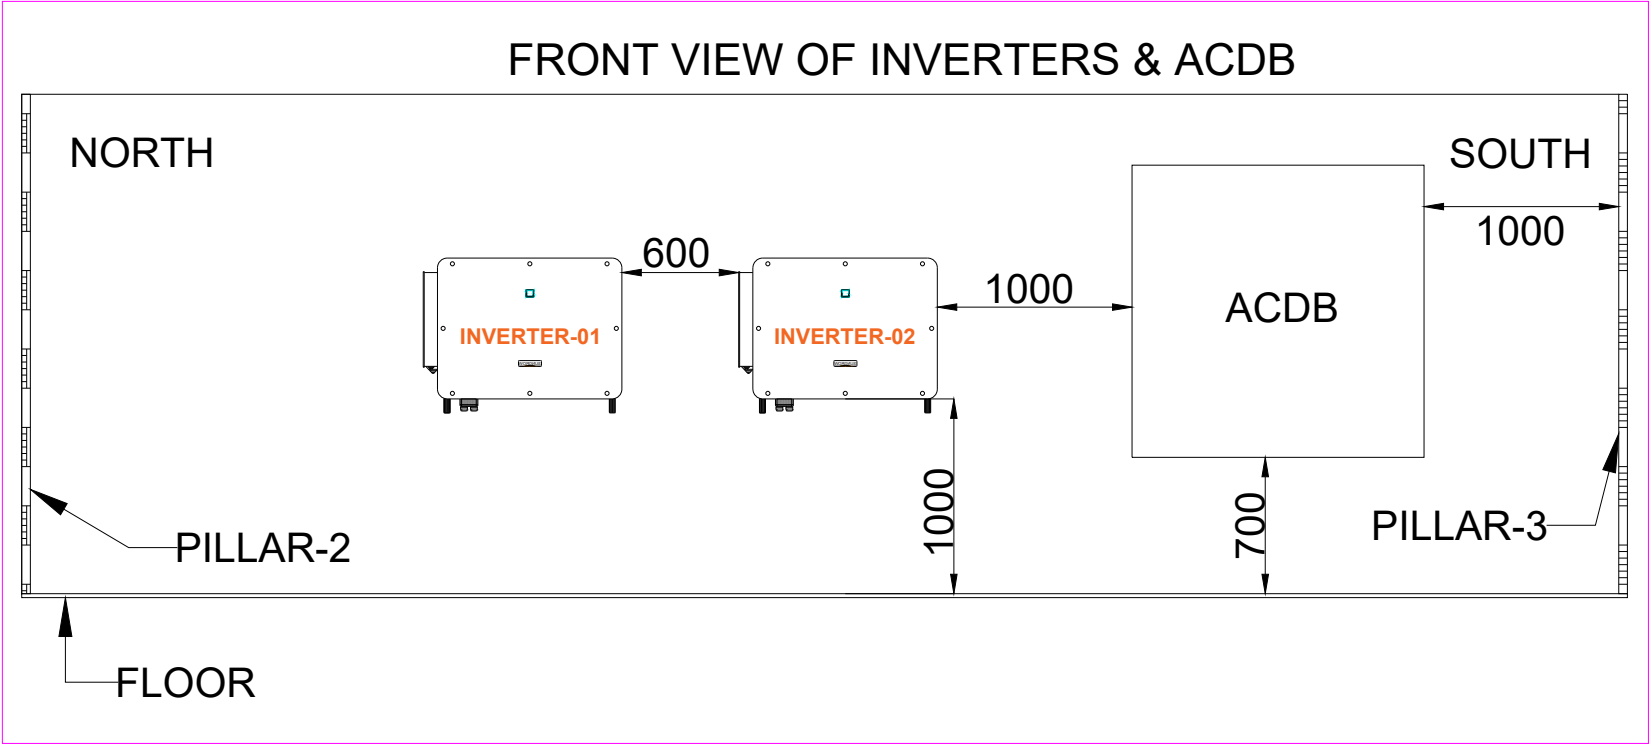 FRONT VIEW OF INVERTERS & ACDB
NORTH
SOUTH
1000
600
1000
ACDB
INVERTER-01
INVERTER-02
1000
700
PILLAR-2
PILLAR-3
FLOOR